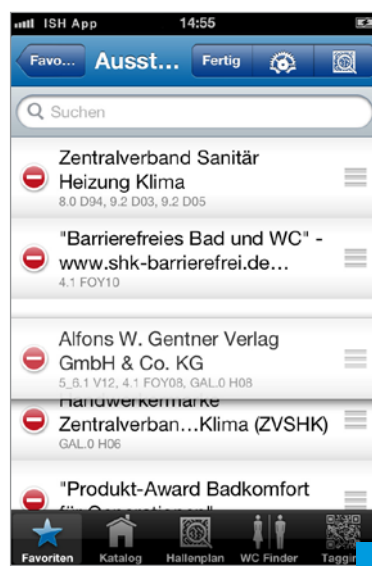 ISH App 14:55
Favo... Ausst... Fertig
Suchen
Zentralverband Sanitär
Heizung Klima
8.0 D94, 9.2 D03, 9.2 D05
"Barrierefreies Bad und WC" -
www.shk-barrierefrei.de...
4.1 FOY10
Alfons W. Gentner Verlag
GmbH & Co. KG
5_6.1 V12, 4.1 FOY08, GAL.0 H08
Handwerkermarke
Zentralverban...Klima (ZVSHK)
GAL.0 H06
"Produkt-Award Badkomfort
für Generationen"
Favoriten Katalog Hallenplan WC Finder Taggin